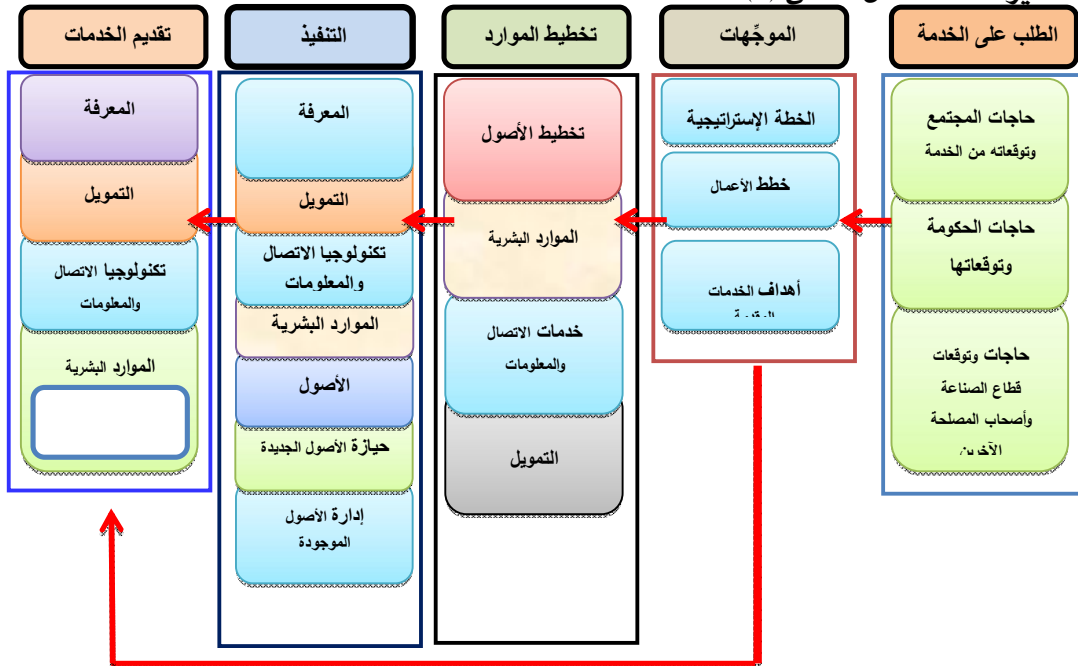 الطلب على الخدمة
الموجِّهات
تخطيط الموارد
التنفيذ
تقديم الخدمات
حاجات المجتمع
وتوقعاته من الخدمة
حاجات الحكومة
وتوقعاتها
حاجات وتوقعات
قطاع الصناعة
وأصحاب المصلحة
الآخرين
الخطة الإستراتيجية
خطط الأعمال
أهداف الخدمات
تخطيط الأصول
الموارد البشرية
خدمات الاتصال
والمعلومات
التمويل
المعرفة
التمويل
تكنولوجيا الاتصال
والمعلومات
الموارد البشرية
الأصول
حيازة الأصول الجديدة
إدارة الأصول
الموجودة
المعرفة
التمويل
تكنولوجيا الاتصال
والمعلومات
الموارد البشرية